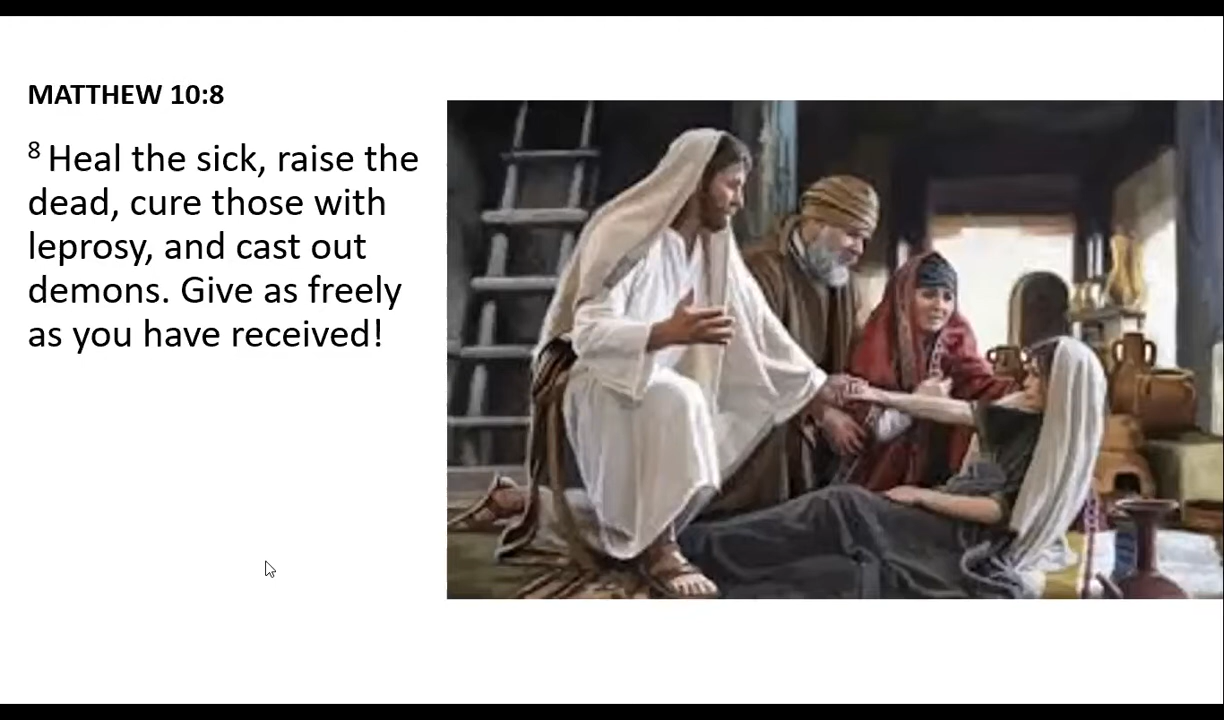 MATTHEW 10:8
8 Heal the sick, raise the
dead, cure those with
leprosy, and cast out
demons. Give as freely
as you have received!